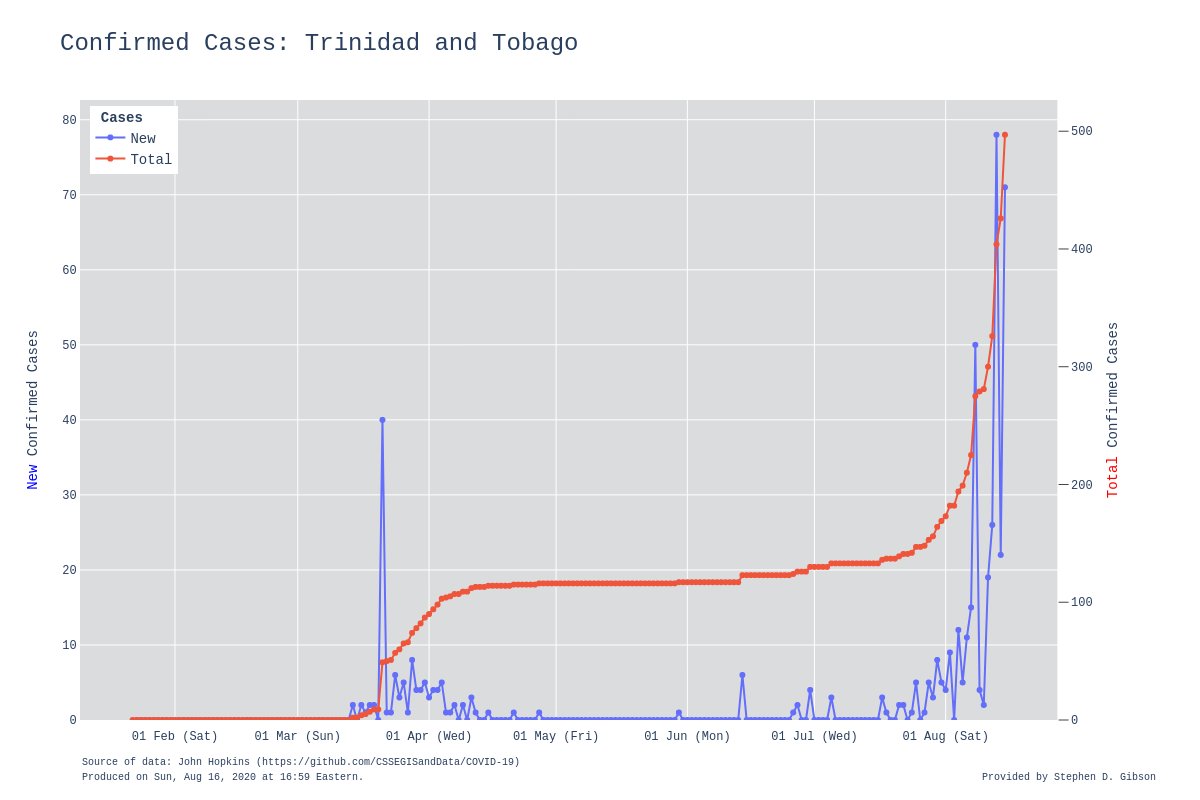 Confirmed Cases: Trinidad and Tobago
Cases
New
Total
80
70
60
50
40
30
20
10
0
New Confirmed Cases
500
400
300
200
100
0
Total Confirmed Cases
01 Feb (Sat)
01 Mar (Sun)
01 Apr (Wed)
01 May (Fri)
01 Jun (Mon)
01 Jul (Wed)
01 Aug (Sat)
Source of data: John Hopkins (https://github.com/CSSEGISandData/COVID-19)
Produced on Sun, Aug 16, 2020 at 16:59 Eastern.
Provided by Stephen D. Gibson